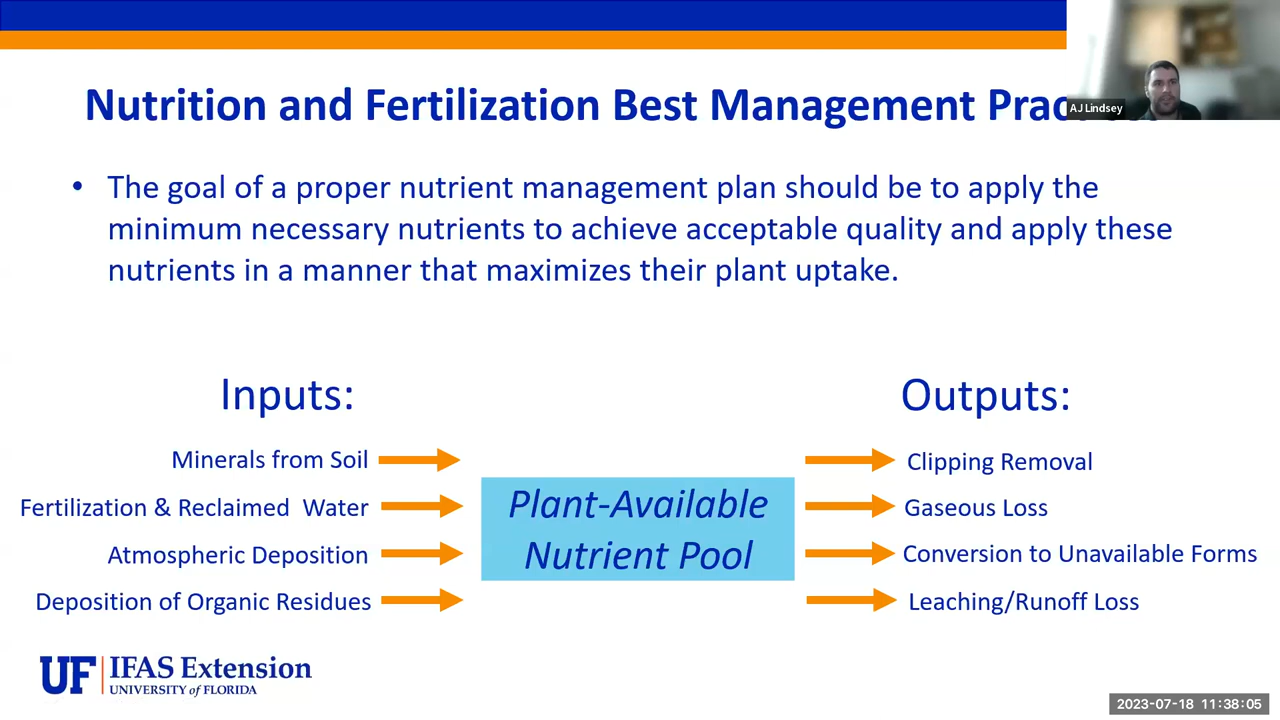 Nutrition and Fertilization Best Management
AJ Lindsey
The goal of a proper nutrient management plan should be to apply the
minimum necessary nutrients to achieve acceptable quality and apply these
nutrients in a manner that maximizes their plant uptake.
Inputs:
Minerals from Soil
Fertilization & Reclaimed Water
Atmospheric Deposition
Deposition of Organic Residues
Plant-Available
Nutrient Pool
Outputs:
Clipping Removal
Gaseous Loss
Conversion to Unavailable Forms
Leaching/Runoff Loss
UF IFAS Extension
UNIVERSITY of FLORIDA
2023-07-18 11:38:05